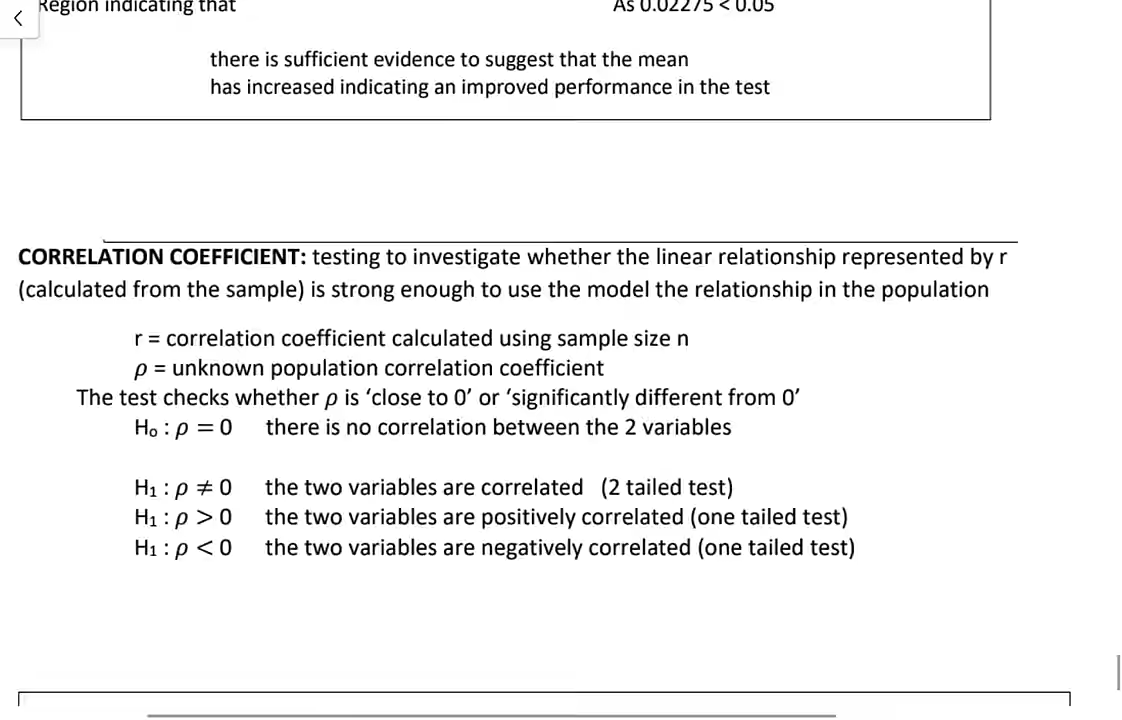 Region indicating that As 0.02275 < 0.05
there is sufficient evidence to suggest that the mean
has increased indicating an improved performance in the test
CORRELATION COEFFICIENT: testing to investigate whether the linear relationship represented by r
(calculated from the sample) is strong enough to use the model the relationship in the population
r = correlation coefficient calculated using sample size n
ρ = unknown population correlation coefficient
The test checks whether ρ is ‘close to 0’ or ‘significantly different from 0’
H₀ : ρ = 0 there is no correlation between the 2 variables
H₁ : ρ ≠ 0 the two variables are correlated (2 tailed test)
H₁ : ρ > 0 the two variables are positively correlated (one tailed test)
H₁ : ρ < 0 the two variables are negatively correlated (one tailed test)